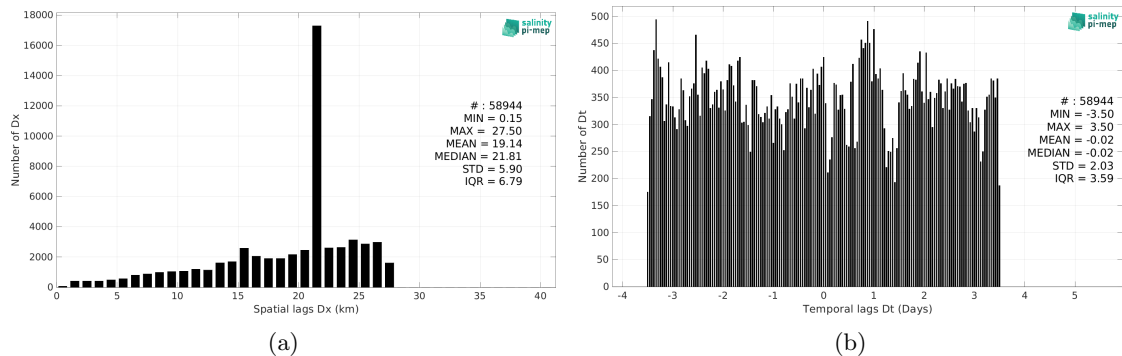 18000
16000
14000
12000
10000
8000
6000
4000
2000
0
Number of Dx
salinity
pi-mep
# : 58944
MIN = 0.15
MAX = 27.50
MEAN = 19.14
MEDIAN = 21.81
STD = 5.90
IQR = 6.79
0 5 10 15 20 25 30 35 40
Spatial lags Dx (km)
(a)
500
450
400
350
300
250
200
150
100
50
0
Number of Dt
salinity
pi-mep
# : 58944
MIN = -3.50
MAX = 3.50
MEAN = -0.02
MEDIAN = -0.02
STD = 2.03
IQR = 3.59
-4 -3 -2 -1 0 1 2 3 4 5
Temporal lags Dt (Days)
(b)